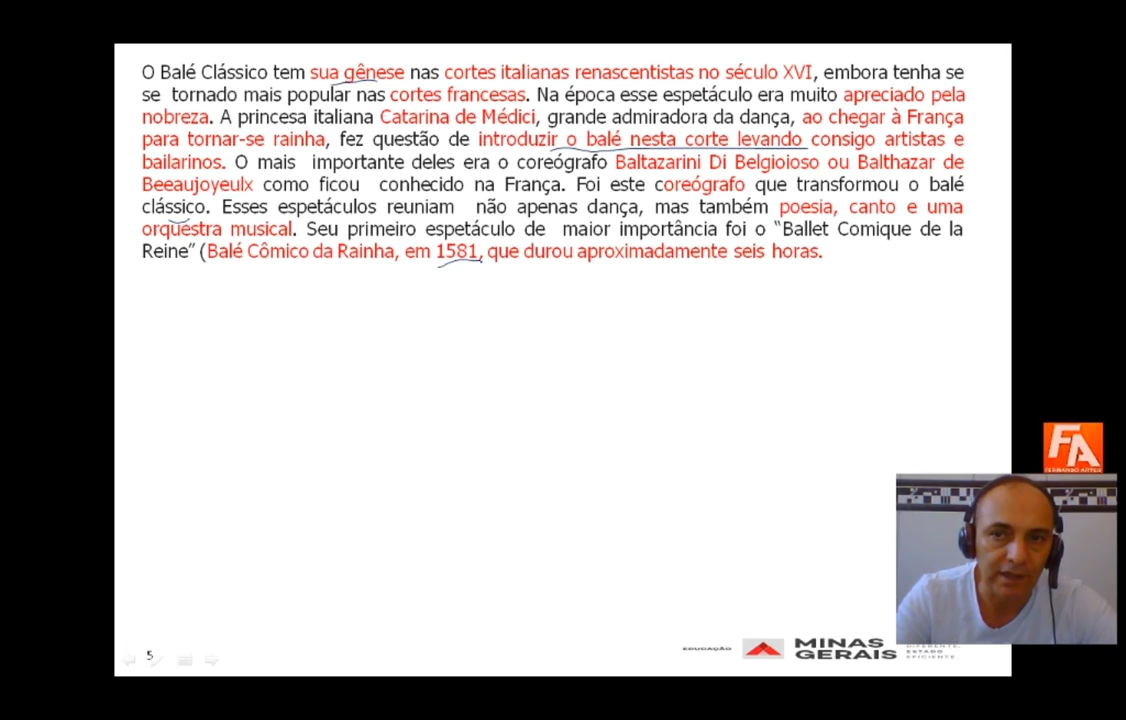 O Balé Clássico tem sua gênese nas cortes italianas renascentistas no século XVI, embora tenha se
se tornado mais popular nas cortes francesas. Na época esse espetáculo era muito apreciado pela
nobreza. A princesa italiana Catarina de Médici, grande admiradora da dança, ao chegar à França
para tornar-se rainha, fez questão de introduzir o balé nesta corte levando consigo artistas e
bailarinos. O mais importante deles era o coreógrafo Baltazarini Di Belgioioso ou Balthazar de
Beeaujoyeulx como ficou conhecido na França. Foi este coreógrafo que transformou o balé
clássico. Esses espetáculos reuniam não apenas dança, mas também poesia, canto e uma
orquestra musical. Seu primeiro espetáculo de maior importância foi o “Ballet Comique de la
Reine” (Balé Cômico da Rainha, em 1581, que durou aproximadamente seis horas.
FA
FERNANDO ARTES
5
EDUCAÇÃO
MINAS
GERAIS
DIFERENTE.
ESTADO
EFICIENTE.